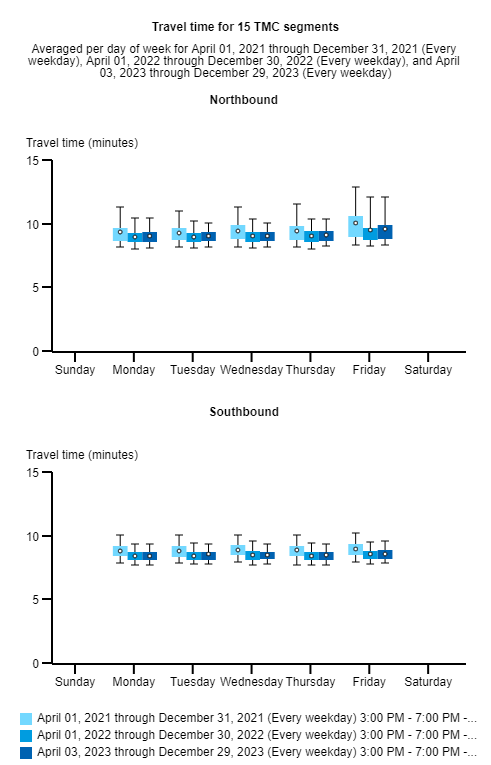 Travel time for 15 TMC segments
Averaged per day of week for April 01, 2021 through December 31, 2021 (Every
weekday), April 01, 2022 through December 30, 2022 (Every weekday), and April
03, 2023 through December 29, 2023 (Every weekday)
Northbound
Travel time (minutes)
15
10
5
0
Sunday Monday Tuesday Wednesday Thursday Friday Saturday
Southbound
Travel time (minutes)
15
10
5
0
Sunday Monday Tuesday Wednesday Thursday Friday Saturday
April 01, 2021 through December 31, 2021 (Every weekday) 3:00 PM - 7:00 PM -...
April 01, 2022 through December 30, 2022 (Every weekday) 3:00 PM - 7:00 PM -...
April 03, 2023 through December 29, 2023 (Every weekday) 3:00 PM - 7:00 PM -...